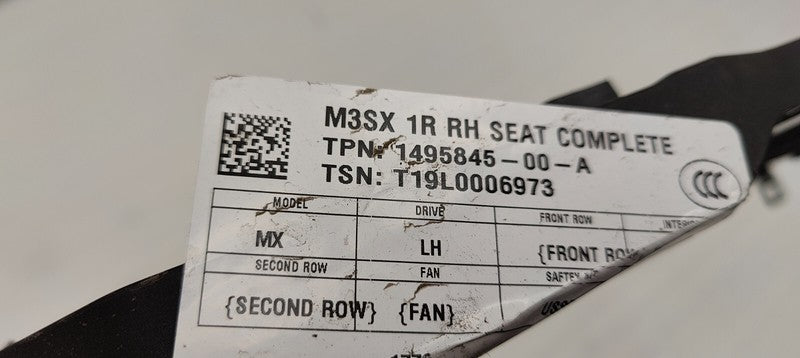 M3SX 1R RH SEAT COMPLETE
TPN: 1495845-00-A
TSN: T19L0006973
CCC
MODEL DRIVE FRONT ROW
MX LH {FRONT
SECOND ROW FAN
{SECOND ROW} {FAN}